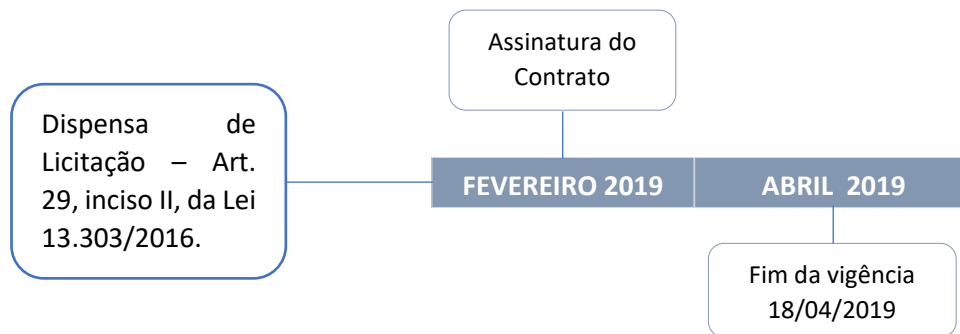 Assinatura do
Contrato
Dispensa de
Licitação – Art.
29, inciso II, da Lei
13.303/2016.
FEVEREIRO 2019
ABRIL 2019
Fim da vigência
18/04/2019